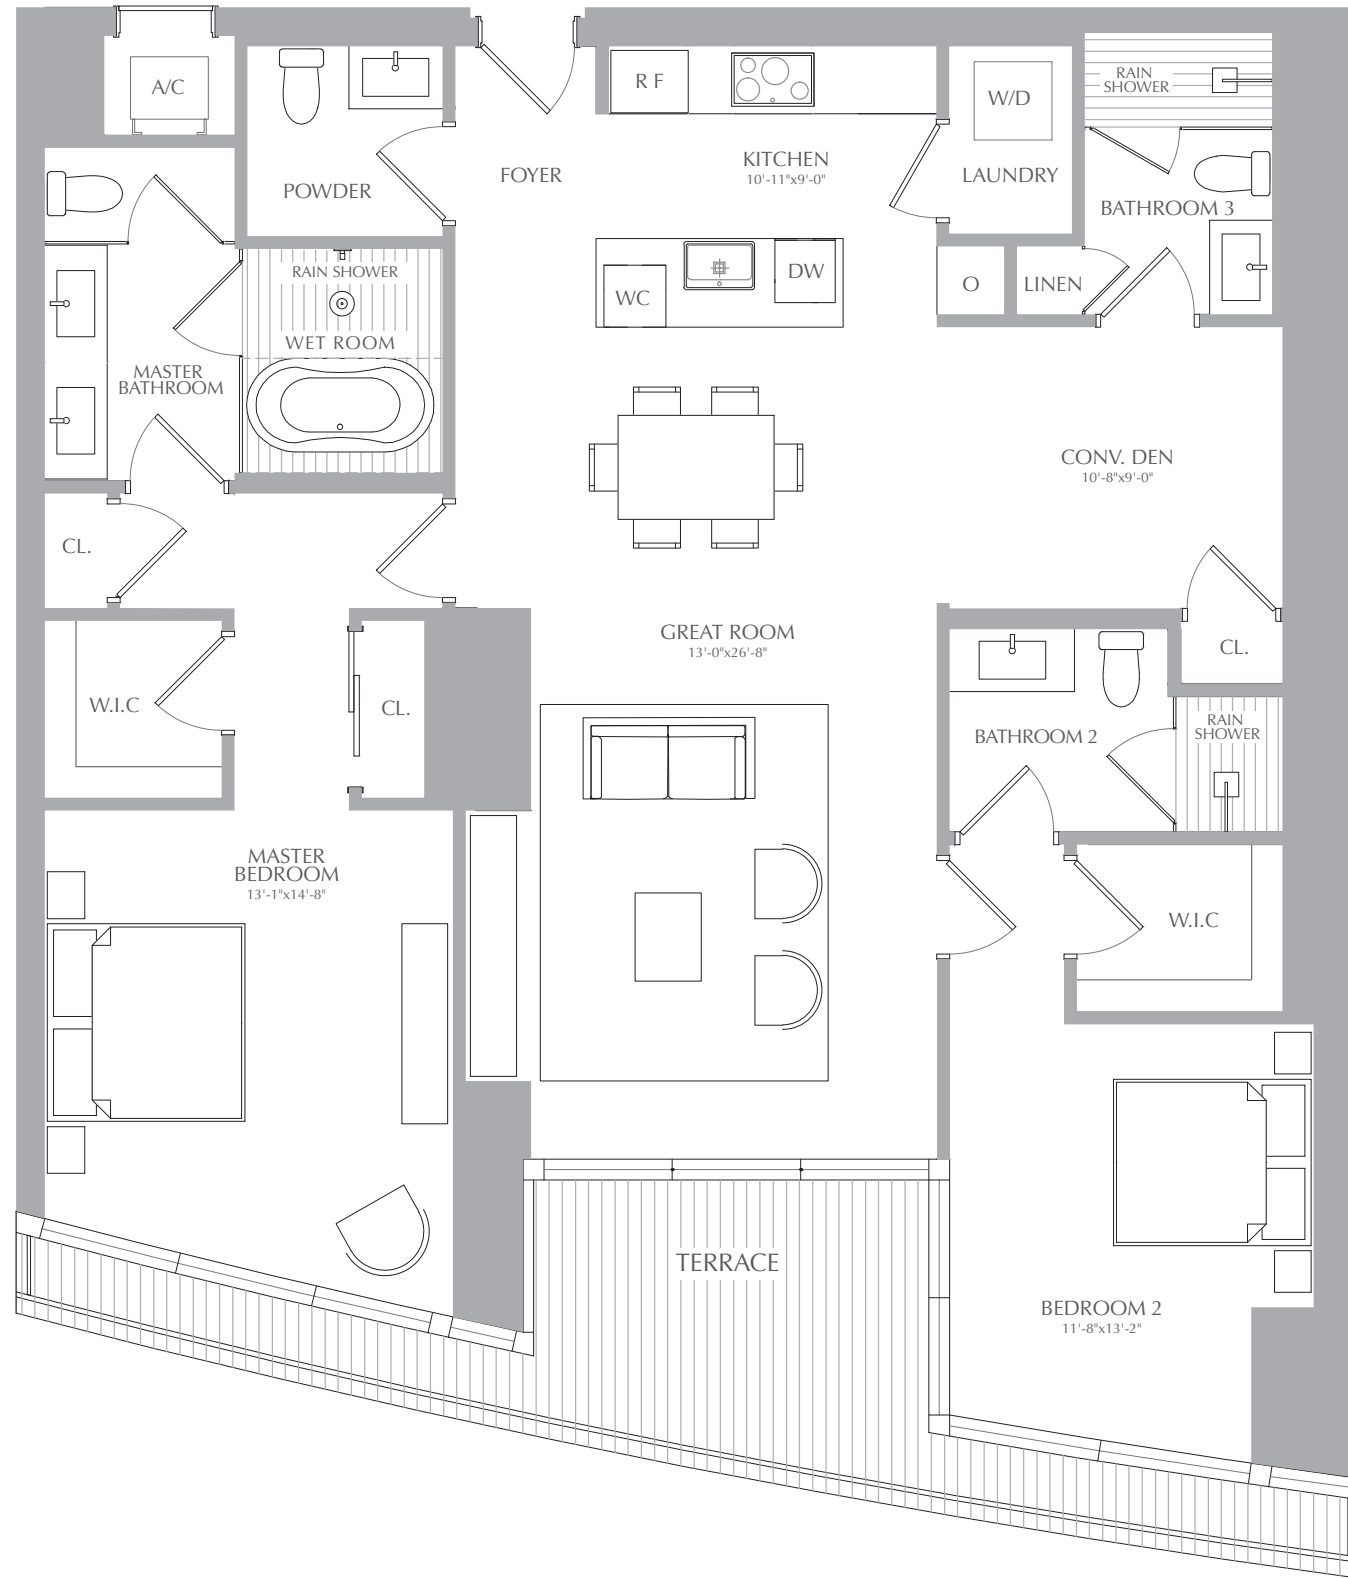 A/C
R F
W/D
RAIN
SHOWER
POWDER
FOYER
KITCHEN
10'-11"x9'-0"
LAUNDRY
BATHROOM 3
RAIN SHOWER
WC
DW
O
LINEN
WET ROOM
MASTER
BATHROOM
CONV. DEN
10'-8"x9'-0"
CL.
GREAT ROOM
13'-0"x26'-8"
CL.
W.I.C
CL.
BATHROOM 2
RAIN
SHOWER
MASTER
BEDROOM
13'-1"x14'-8"
W.I.C
TERRACE
BEDROOM 2
11'-8"x13'-2"